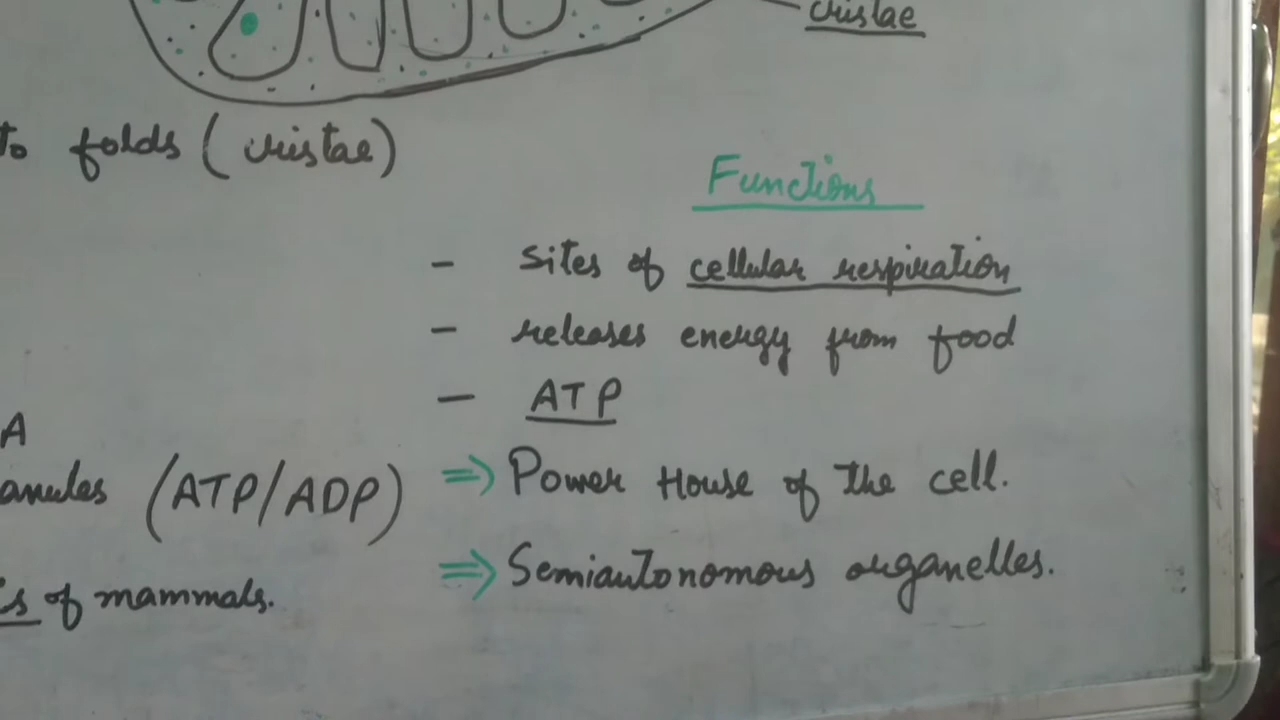 cristae
to folds (cristae)
Functions
- sites of cellular respiration
- releases energy from food
- ATP
A
anules (ATP/ADP)
⇒ Power House of the cell.
⇒ Semiautonomous organelles.
of mammals.